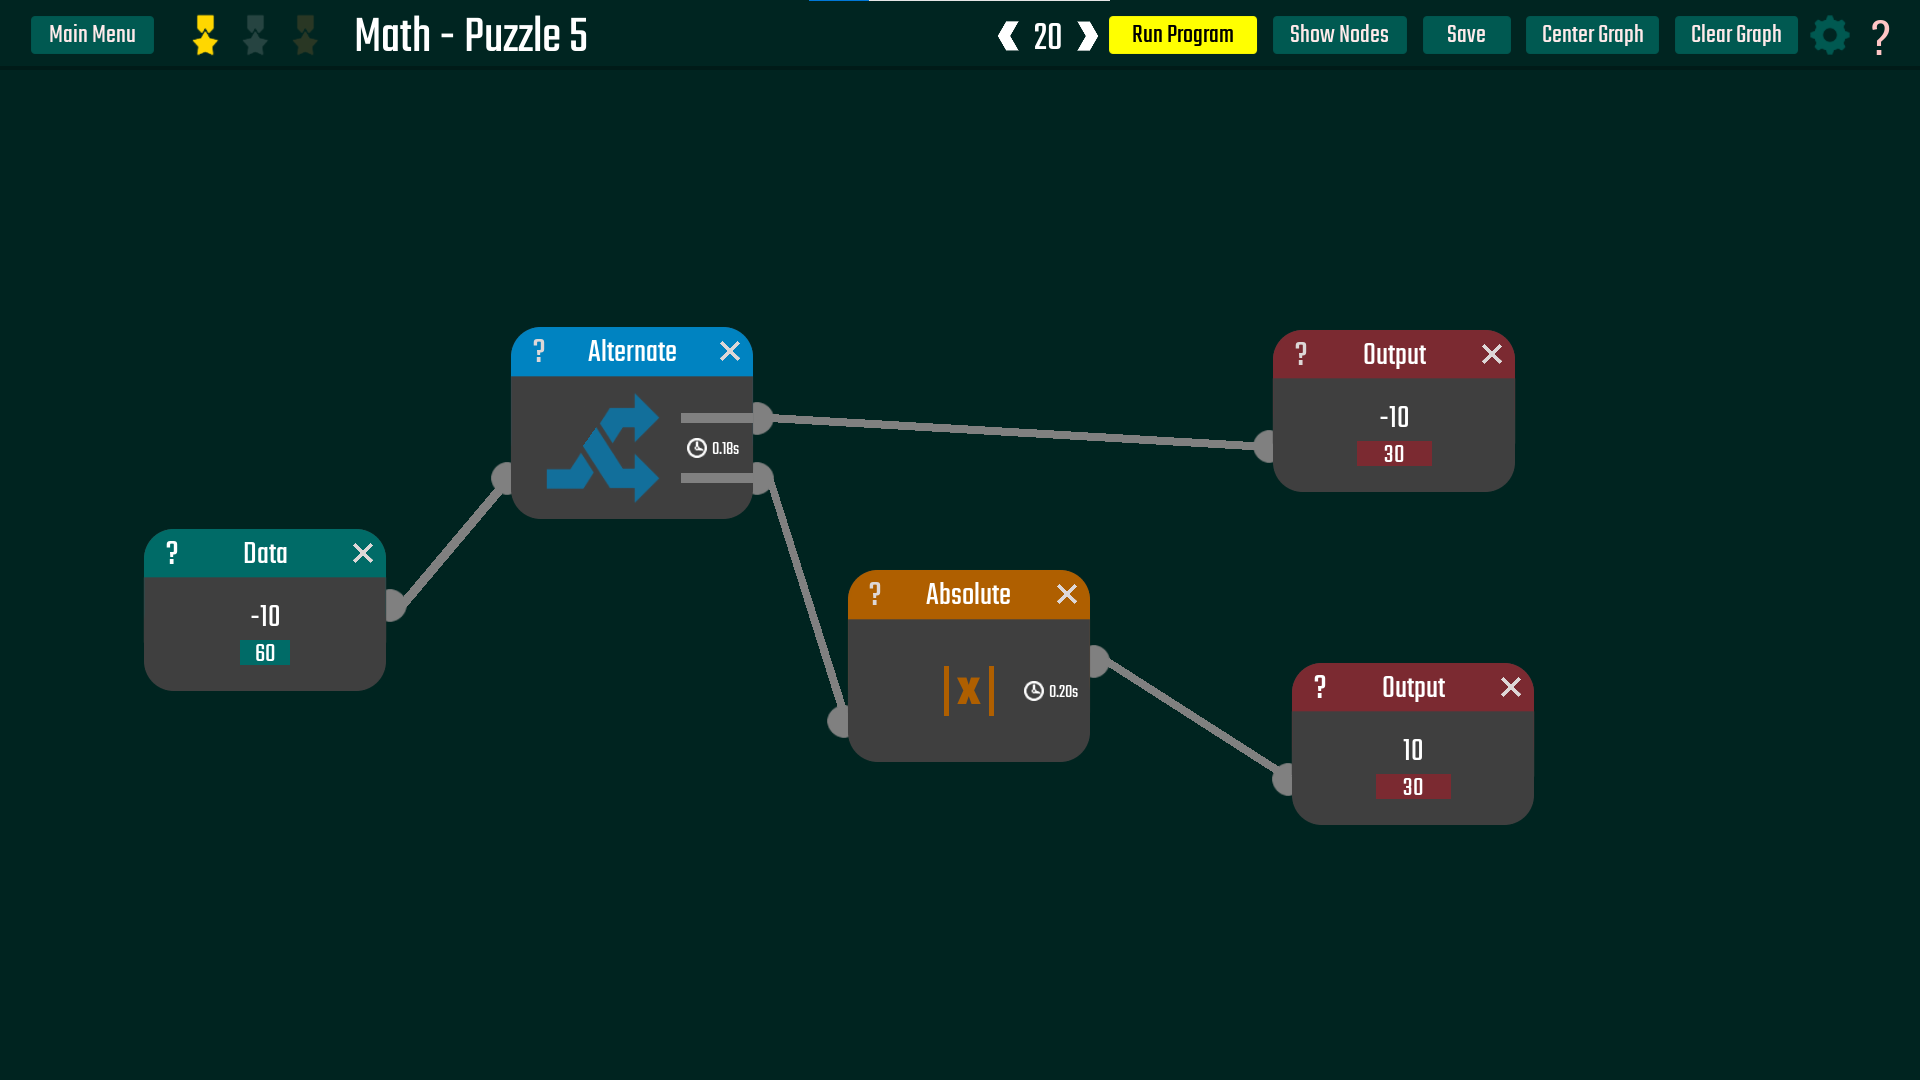 Main Menu
Math - Puzzle 5
20
Run Program
Show Nodes
Save
Center Graph
Clear Graph
?
? Alternate
0.18s
? Output
-10
30
? Data
-10
60
? Absolute
|x|
0.20s
? Output
10
30